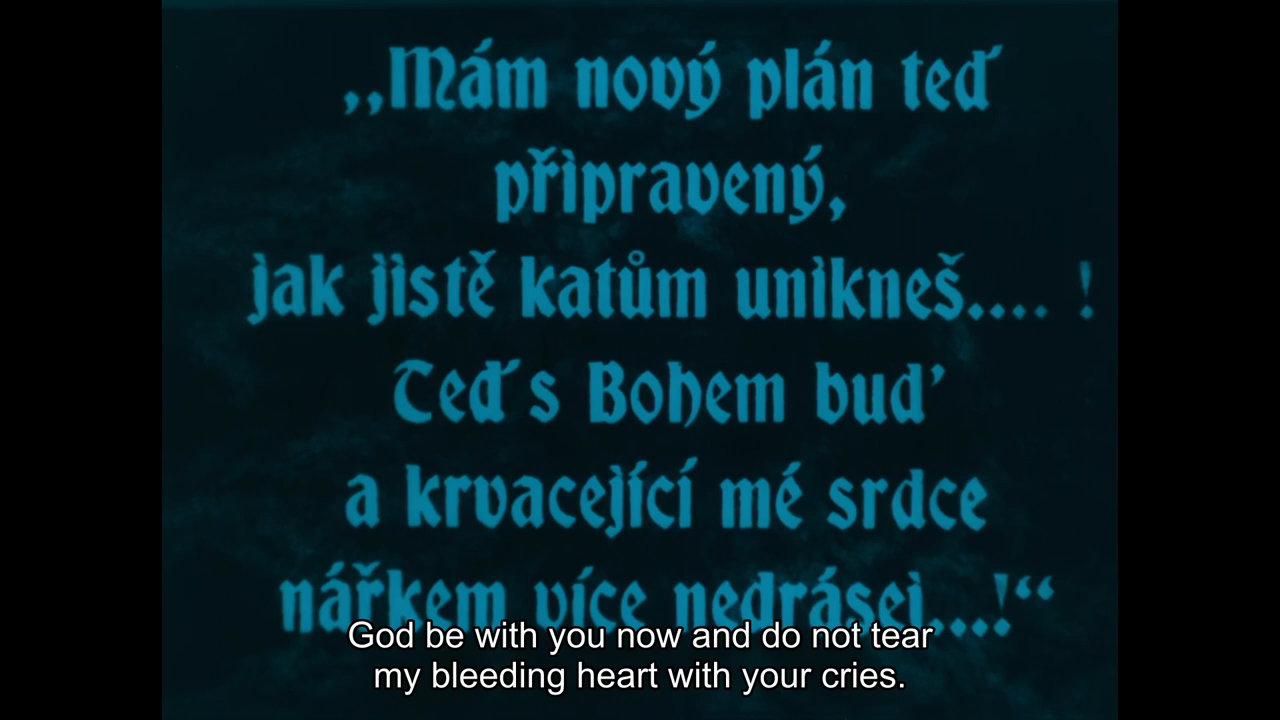 „Mám nový plán teď
připravený,
jak jistě katům unikneš.... !
Teď s Bohem bud’
a krvacející mé srdce
nářkem více nedrásej...!“
God be with you now and do not tear
my bleeding heart with your cries.